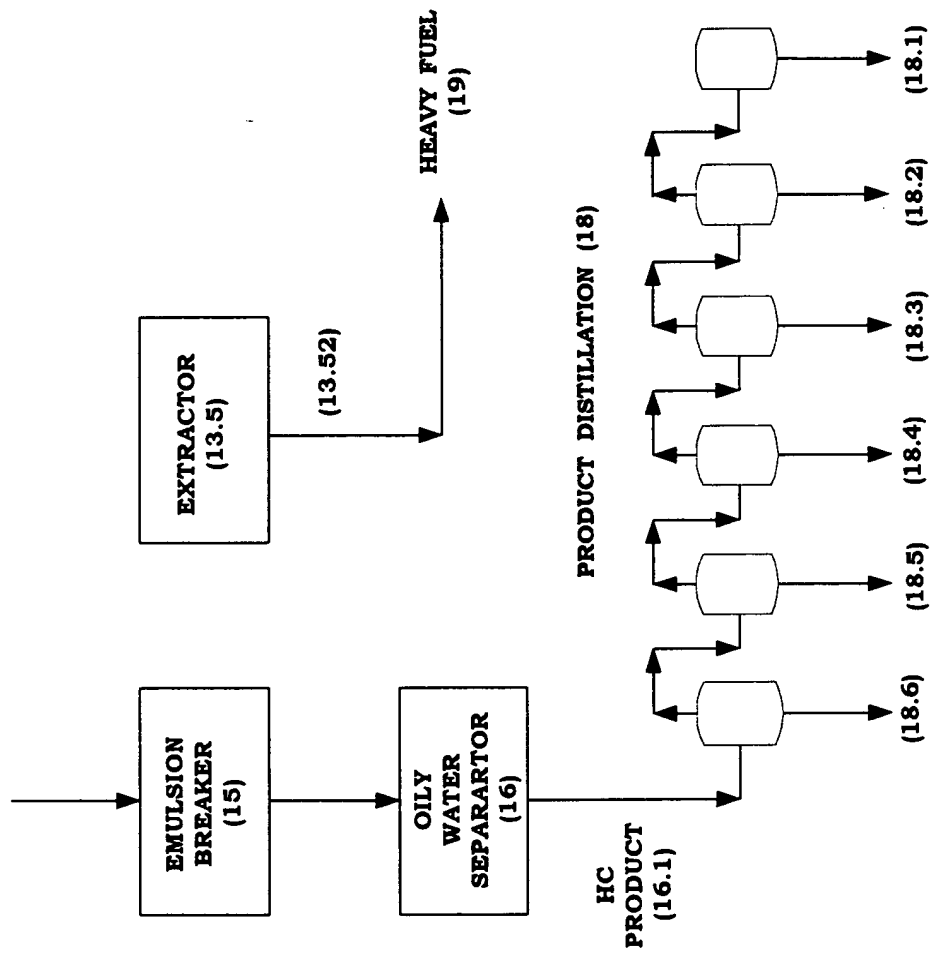 EMULSION
BREAKER
(15)
OILY
WATER
SEPARARTOR
(16)
HC
PRODUCT
(16.1)
EXTRACTOR
(13.5)
(13.52)
HEAVY FUEL
(19)
PRODUCT DISTILLATION (18)
(18.6)
(18.5)
(18.4)
(18.3)
(18.2)
(18.1)